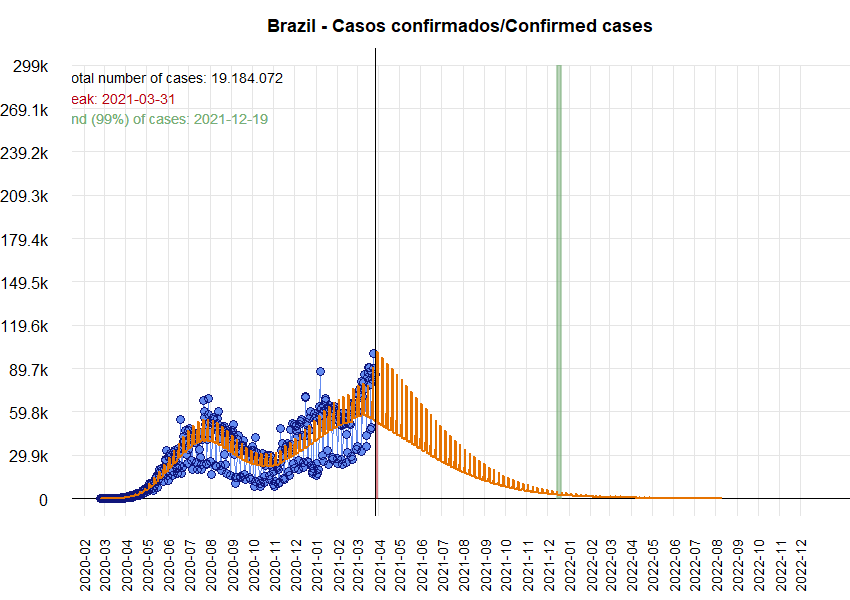 Brazil - Casos confirmados/Confirmed cases
299k
269.1k
239.2k
209.3k
179.4k
149.5k
119.6k
89.7k
59.8k
29.9k
0
otal number of cases: 19.184.072
eak: 2021-03-31
nd (99%) of cases: 2021-12-19
2020-02
2020-03
2020-04
2020-05
2020-06
2020-07
2020-08
2020-09
2020-10
2020-11
2020-12
2021-01
2021-02
2021-03
2021-04
2021-05
2021-06
2021-07
2021-08
2021-09
2021-10
2021-11
2021-12
2022-01
2022-02
2022-03
2022-04
2022-05
2022-06
2022-07
2022-08
2022-09
2022-10
2022-11
2022-12